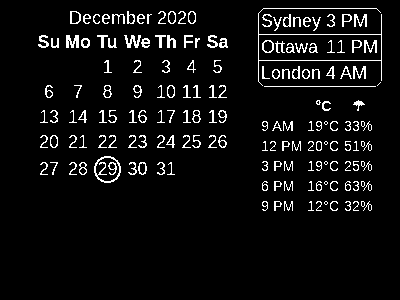 December 2020
Su Mo Tu We Th Fr Sa
1 2 3 4 5
6 7 8 9 10 11 12
13 14 15 16 17 18 19
20 21 22 23 24 25 26
27 28 29 30 31
Sydney 3 PM
Ottawa 11 PM
London 4 AM
°C ☂
9 AM 19°C 33%
12 PM 20°C 51%
3 PM 19°C 25%
6 PM 16°C 63%
9 PM 12°C 32%